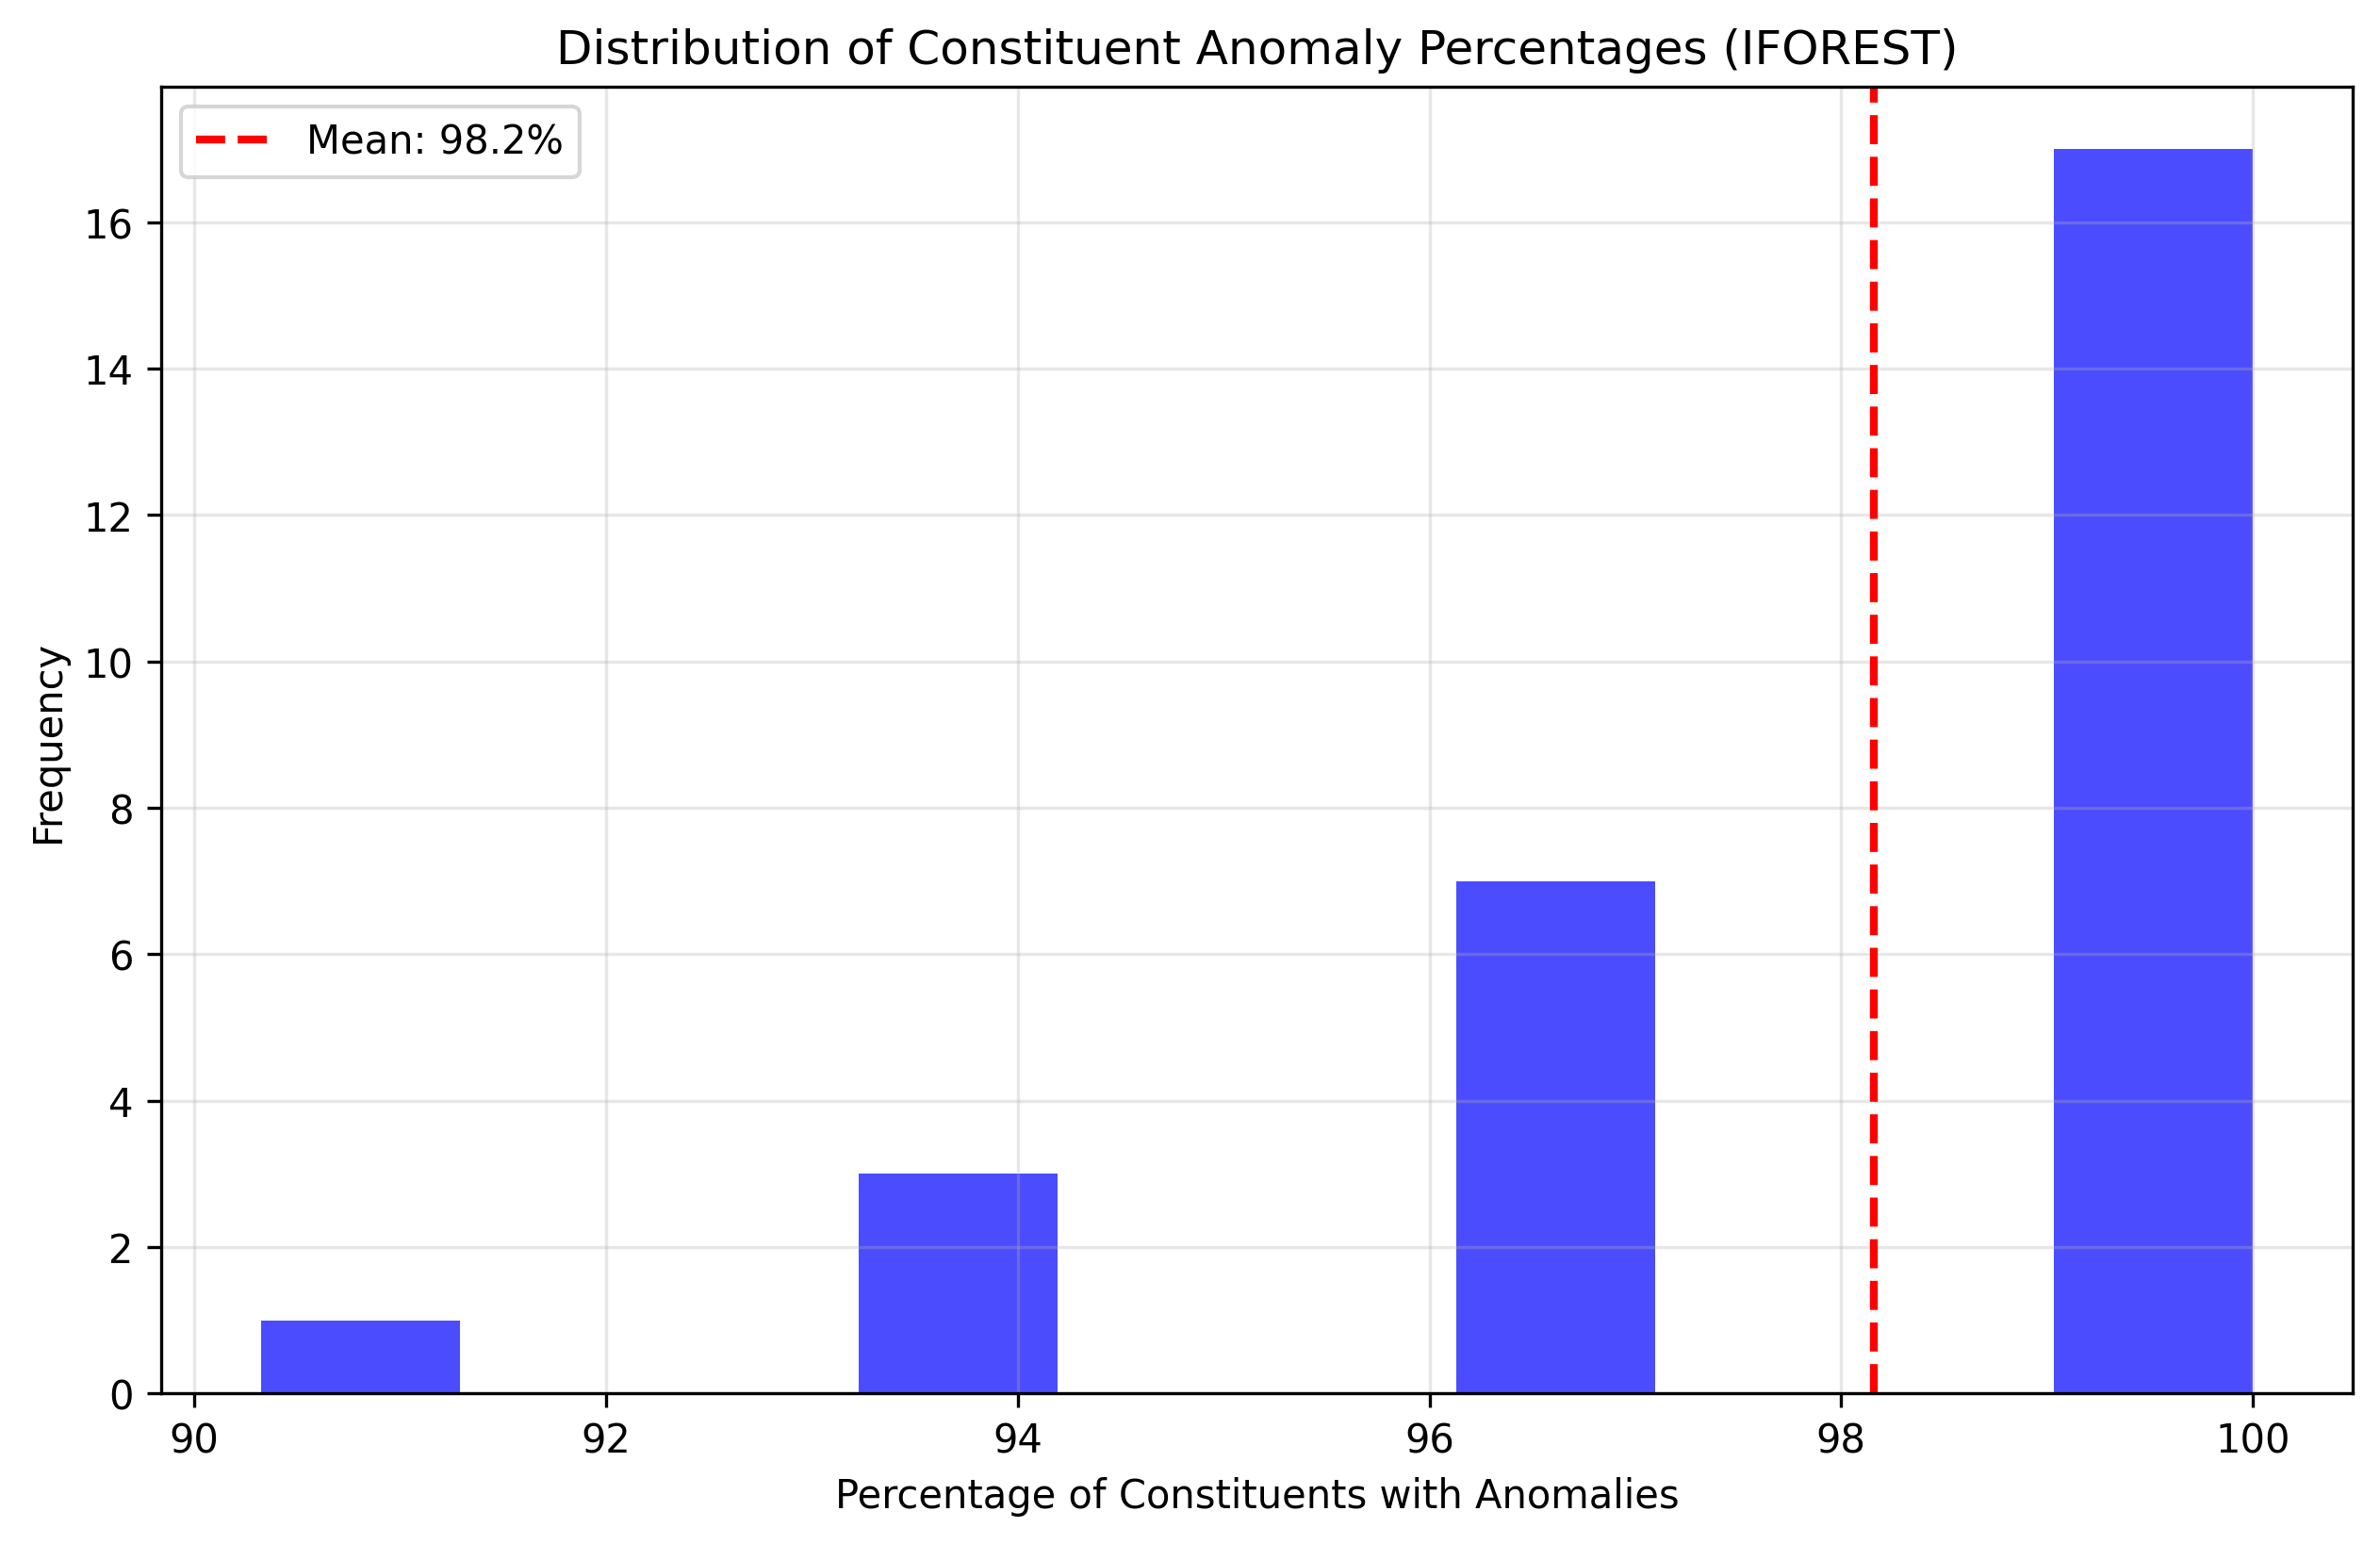 Distribution of Constituent Anomaly Percentages (IFOREST)
Mean: 98.2%
16
14
12
10
8
6
4
2
0
Frequency
90 92 94 96 98 100
Percentage of Constituents with Anomalies